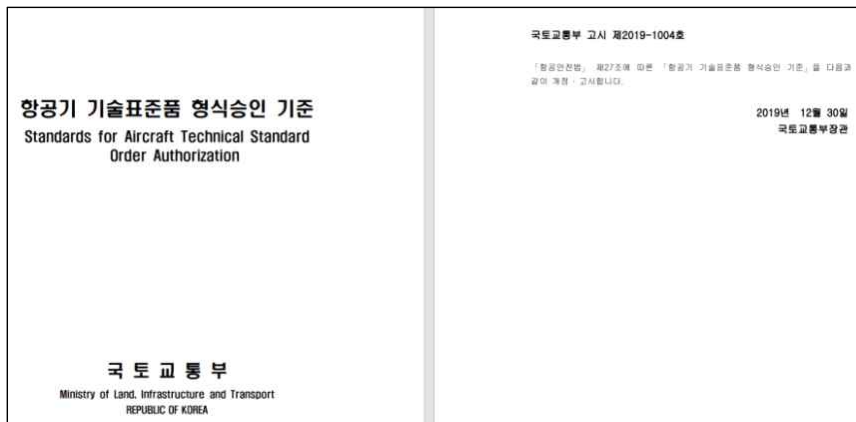 항공기 기술표준품 형식승인 기준
Standards for Aircraft Technical Standard
Order Authorization
국 토 교 통 부
Ministry of Land, Infrastructure and Transport
REPUBLIC OF KOREA
국토교통부 고시 제2019-1004호
「항공안전법」 제27조에 따른 「항공기 기술표준품 형식승인 기준」을 다음과
같이 개정 · 고시합니다.
2019년 12월 30일
국토교통부장관